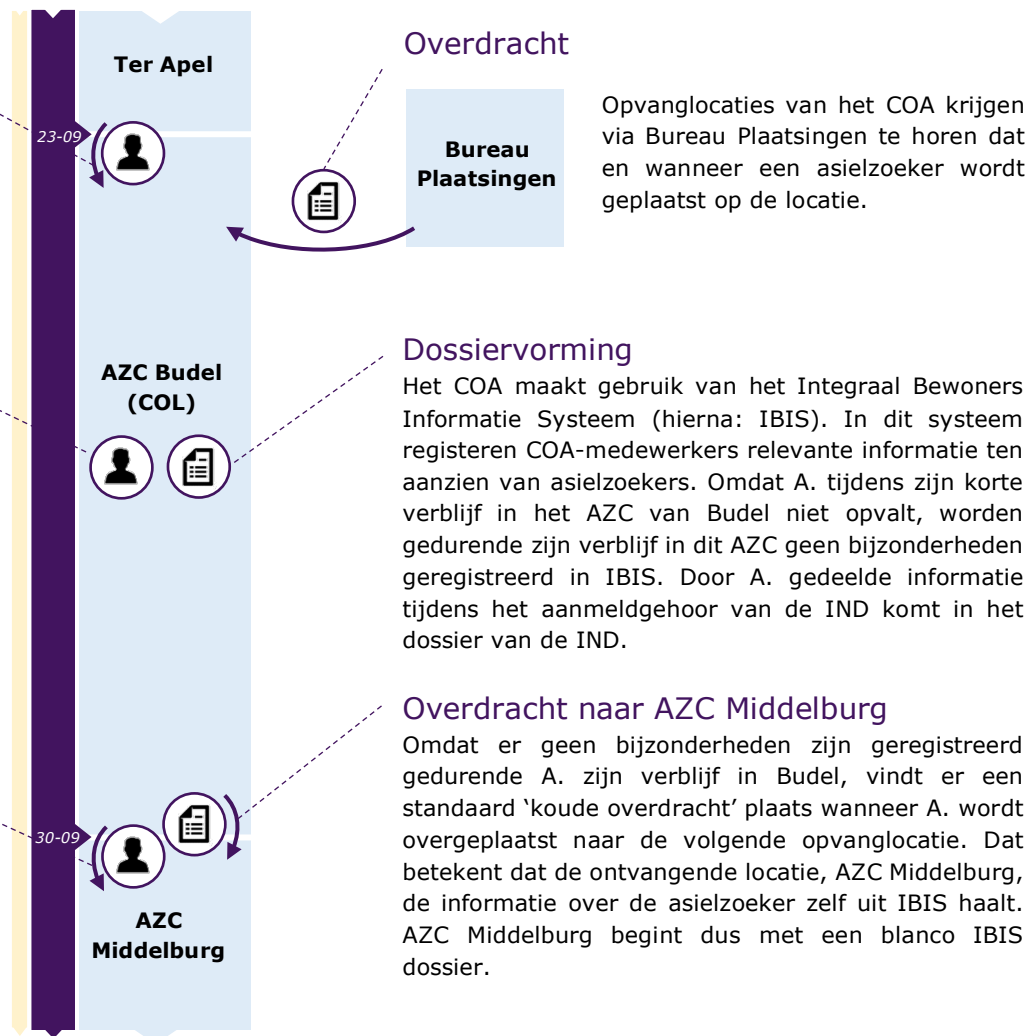 Ter Apel
Overdracht
23-09
Bureau
Plaatsingen
Opvanglocaties van het COA krijgen
via Bureau Plaatsingen te horen dat
en wanneer een asielzoeker wordt
geplaatst op de locatie.
AZC Budel
(COL)
Dossiervorming
Het COA maakt gebruik van het Integraal Bewoners
Informatie Systeem (hierna: IBIS). In dit systeem
registeren COA-medewerkers relevante informatie ten
aanzien van asielzoekers. Omdat A. tijdens zijn korte
verblijf in het AZC van Budel niet opvalt, worden
gedurende zijn verblijf in dit AZC geen bijzonderheden
geregistreerd in IBIS. Door A. gedeelde informatie
tijdens het aanmeldgehoor van de IND komt in het
dossier van de IND.
Overdracht naar AZC Middelburg
Omdat er geen bijzonderheden zijn geregistreerd
gedurende A. zijn verblijf in Budel, vindt er een
standaard ‘koude overdracht’ plaats wanneer A. wordt
overgeplaatst naar de volgende opvanglocatie. Dat
betekent dat de ontvangende locatie, AZC Middelburg,
de informatie over de asielzoeker zelf uit IBIS haalt.
AZC Middelburg begint dus met een blanco IBIS
dossier.
30-09
AZC
Middelburg